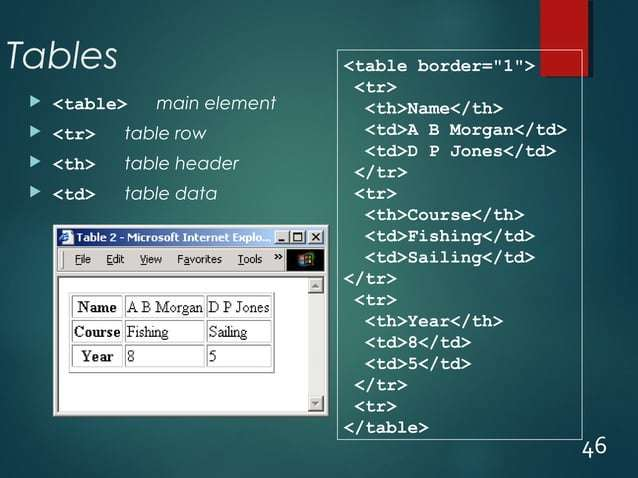 Tables
<table> main element
<tr> table row
<th> table header
<td> table data
Table 2 - Microsoft Internet Explo...
File Edit View Favorites Tools »
Name A B Morgan D P Jones
Course Fishing Sailing
Year 8 5
<table border="1">
<tr>
<th>Name</th>
<td>A B Morgan</td>
<td>D P Jones</td>
</tr>
<tr>
<th>Course</th>
<td>Fishing</td>
<td>Sailing</td>
</tr>
<tr>
<th>Year</th>
<td>8</td>
<td>5</td>
</tr>
<tr>
</table>
46